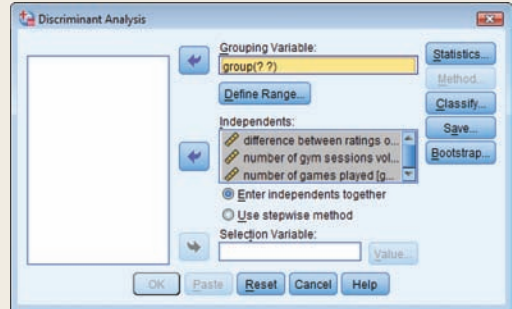 Discriminant Analysis
Grouping Variable:
group(? ?)
Define Range...
Independents:
difference between ratings o...
number of gym sessions vol...
number of games played [g...
Enter independents together
Use stepwise method
Selection Variable:
Value...
Statistics...
Method...
Classify...
Save...
Bootstrap...
OK Paste Reset Cancel Help